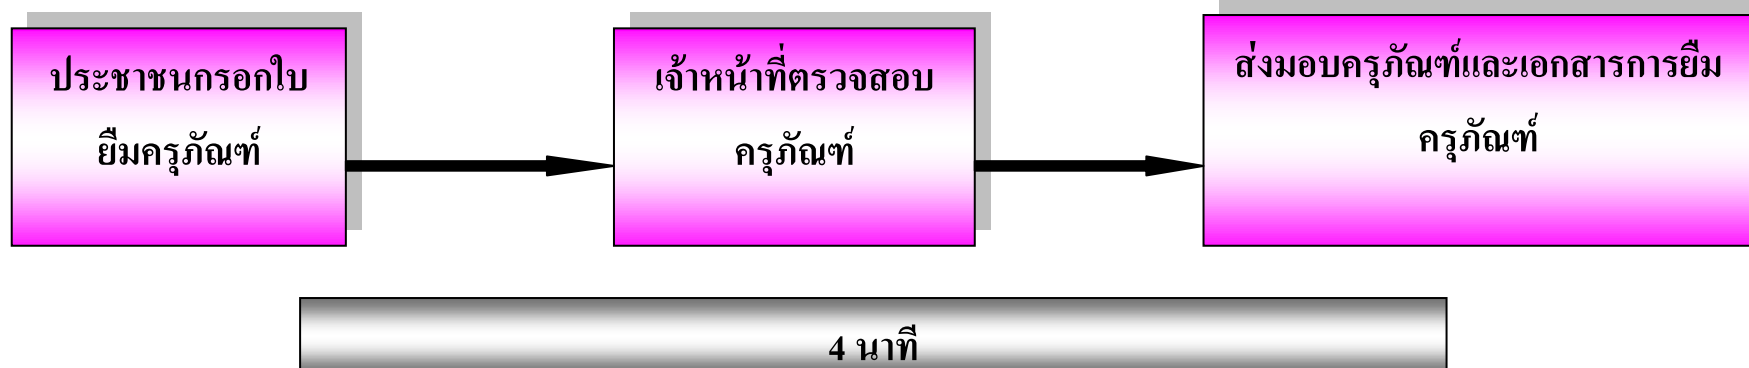 ประชาชนกรอกใบ
ยืมครุภัณฑ์
เจ้าหน้าที่ตรวจสอบ
ครุภัณฑ์
ส่งมอบครุภัณฑ์และเอกสารการยืม
ครุภัณฑ์
4 นาที